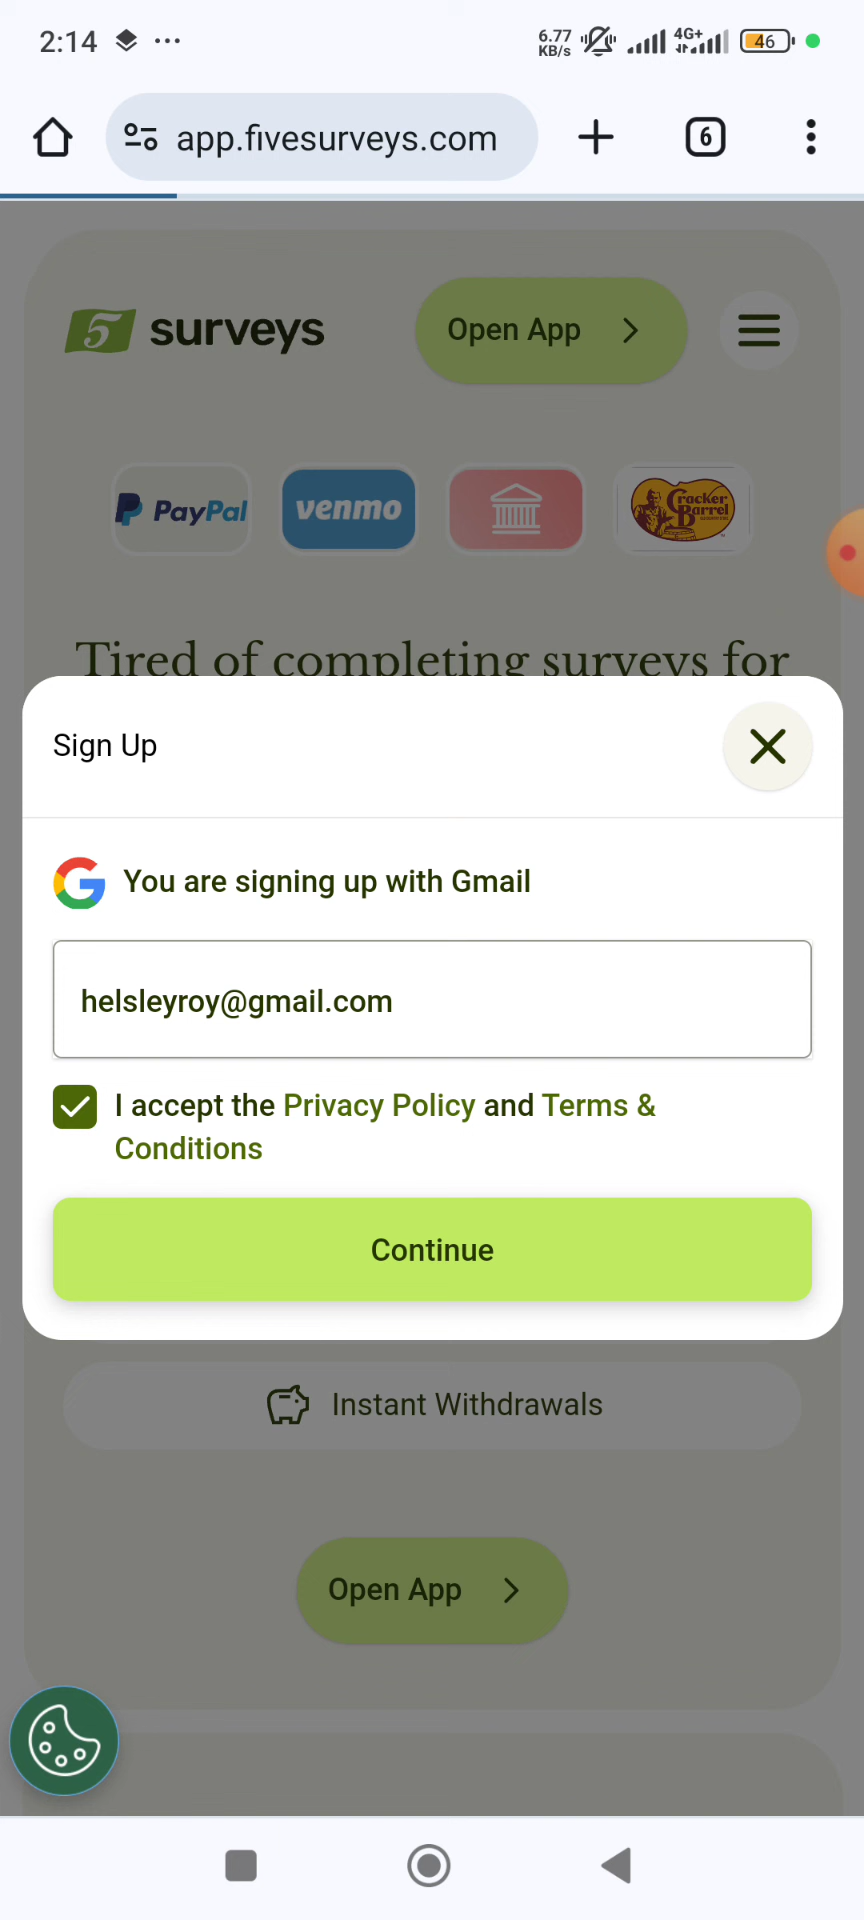 2:14
6.77
KB/s
4G+
46
app.fivesurveys.com
6
5 surveys
Open App
PayPal
venmo
Cracker
Barrel
Tired of completing surveys for
Sign Up
You are signing up with Gmail
helsleyroy@gmail.com
I accept the Privacy Policy and Terms &
Conditions
Continue
Instant Withdrawals
Open App